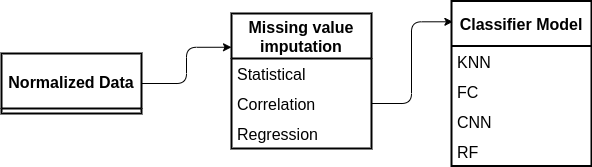 Normalized Data
Missing value
imputation
Statistical
Correlation
Regression
Classifier Model
KNN
FC
CNN
RF